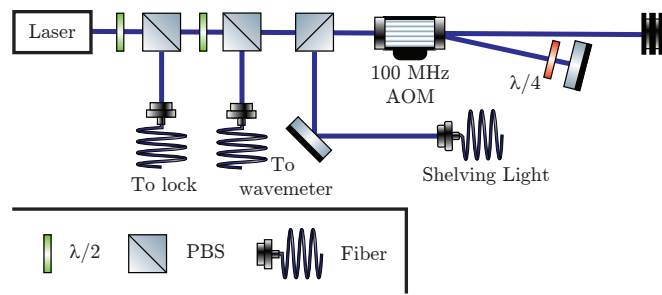 Laser
100 MHz
AOM
λ/4
To lock
To
wavemeter
Shelving Light
λ/2
PBS
Fiber